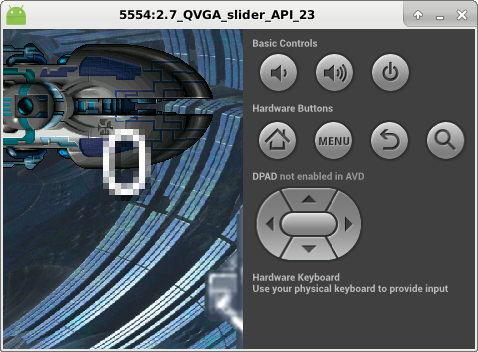 5554:2.7_QVGA_slider_API_23
Basic Controls
Hardware Buttons
MENU
DPAD not enabled in AVD
Hardware Keyboard
Use your physical keyboard to provide input
0